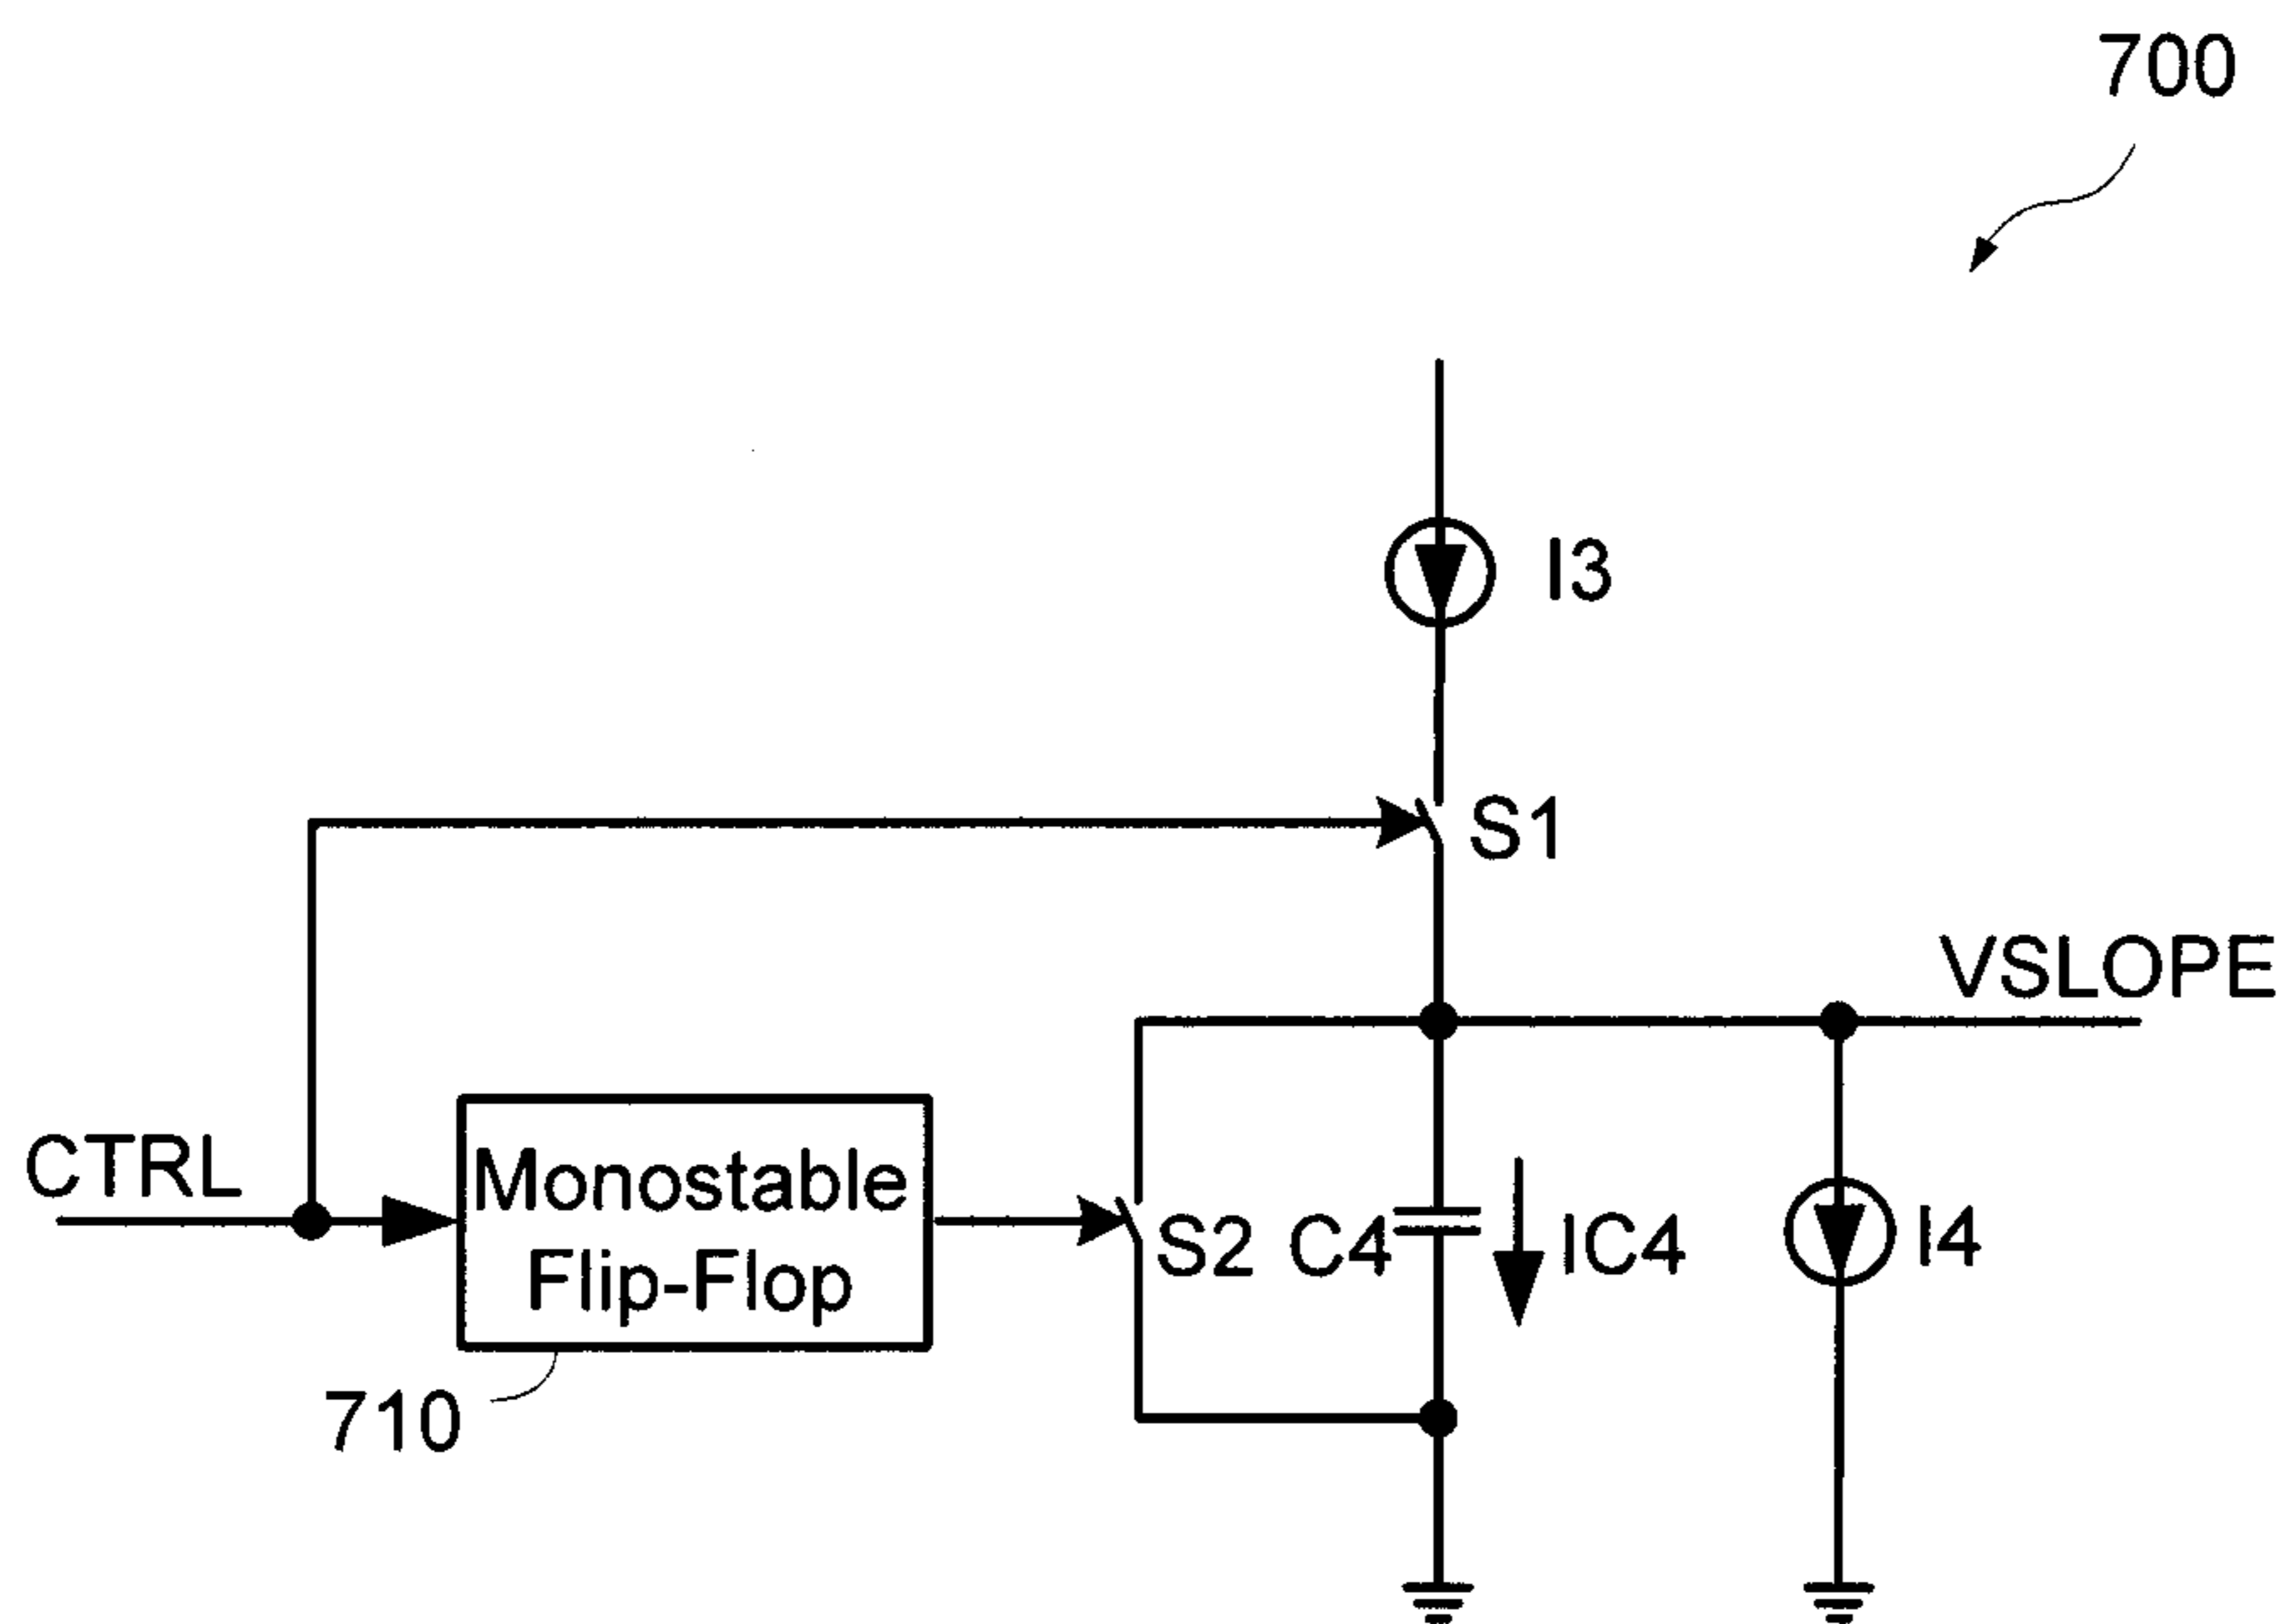 700
I3
S1
VSLOPE
CTRL
Monostable
Flip-Flop
S2
C4
IC4
I4
710